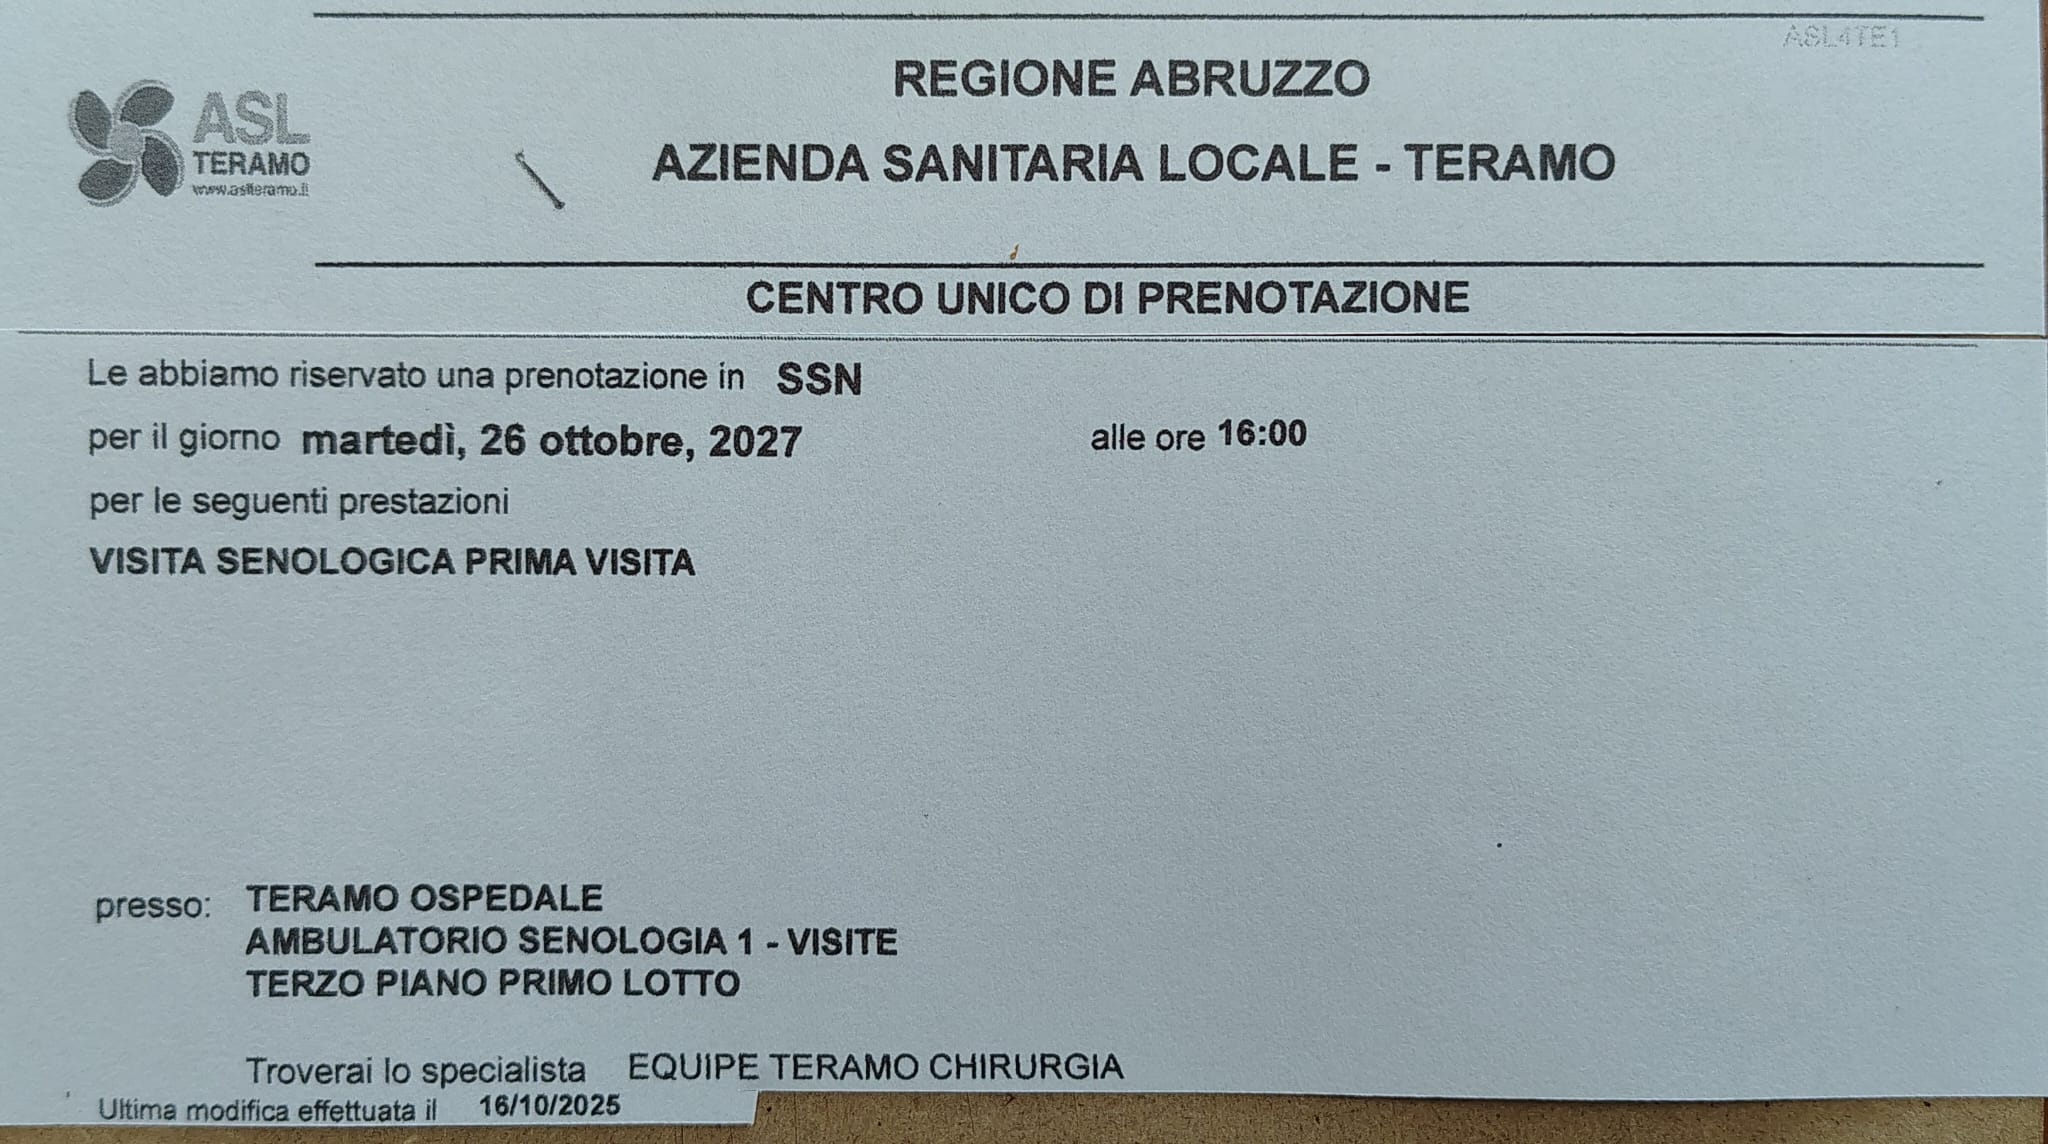 ASL4TE1
REGIONE ABRUZZO
ASL
TERAMO
www.aslteramo.it
AZIENDA SANITARIA LOCALE - TERAMO
CENTRO UNICO DI PRENOTAZIONE
Le abbiamo riservato una prenotazione in SSN
per il giorno martedì, 26 ottobre, 2027 alle ore 16:00
per le seguenti prestazioni
VISITA SENOLOGICA PRIMA VISITA
presso: TERAMO OSPEDALE
AMBULATORIO SENOLOGIA 1 - VISITE
TERZO PIANO PRIMO LOTTO
Troverai lo specialista EQUIPE TERAMO CHIRURGIA
Ultima modifica effettuata il 16/10/2025